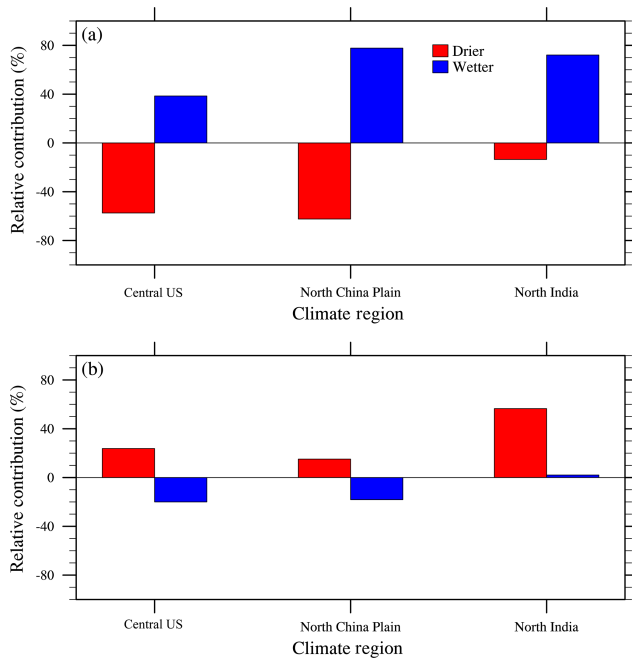 (a)
Drier
Wetter
Relative contribution (%)
80
40
0
-40
-80
Central US
North China Plain
North India
Climate region
(b)
Relative contribution (%)
80
40
0
-40
-80
Central US
North China Plain
North India
Climate region